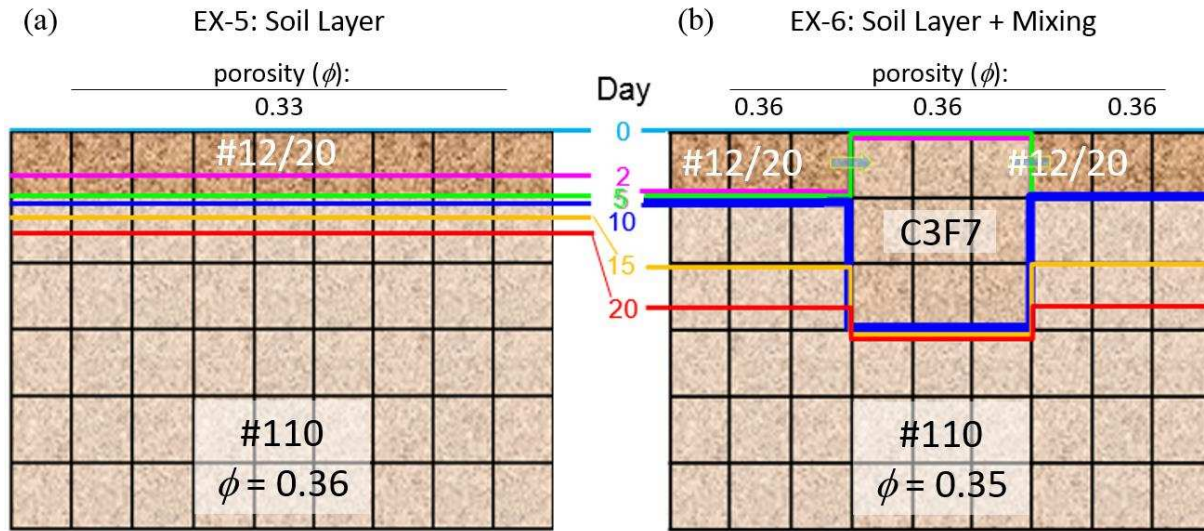 (a) EX-5: Soil Layer
porosity (ϕ):
0.33
#12/20
#110
ϕ = 0.36
Day
0
2
5
10
15
20
(b) EX-6: Soil Layer + Mixing
porosity (ϕ):
0.36 0.36 0.36
#12/20 #12/20
C3F7
#110
ϕ = 0.35